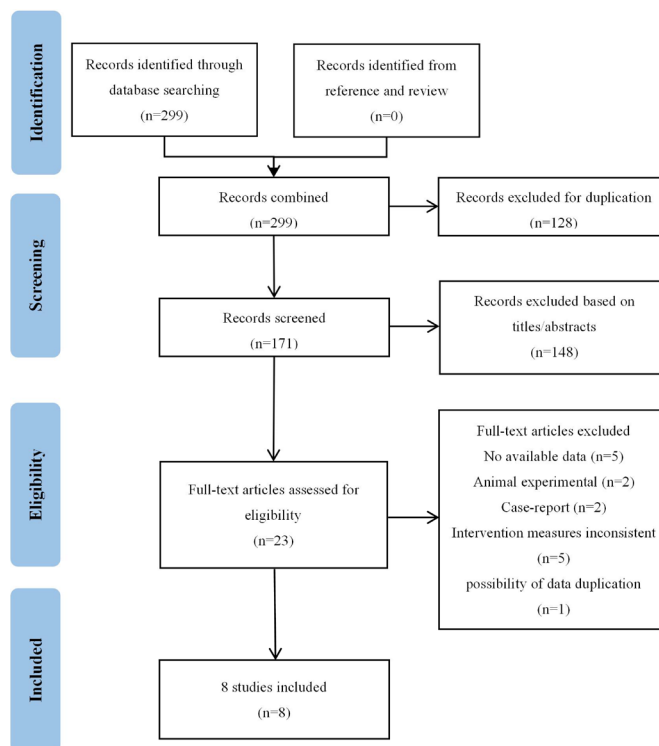 Identification
Records identified through
database searching
(n=299)
Records identified from
reference and review
(n=0)
Screening
Records combined
(n=299)
Records excluded for duplication
(n=128)
Records screened
(n=171)
Records excluded based on
titles/abstracts
(n=148)
Eligibility
Full-text articles assessed for
eligibility
(n=23)
Full-text articles excluded
No available data (n=5)
Animal experimental (n=2)
Case-report (n=2)
Intervention measures inconsistent
(n=5)
possibility of data duplication
(n=1)
Included
8 studies included
(n=8)